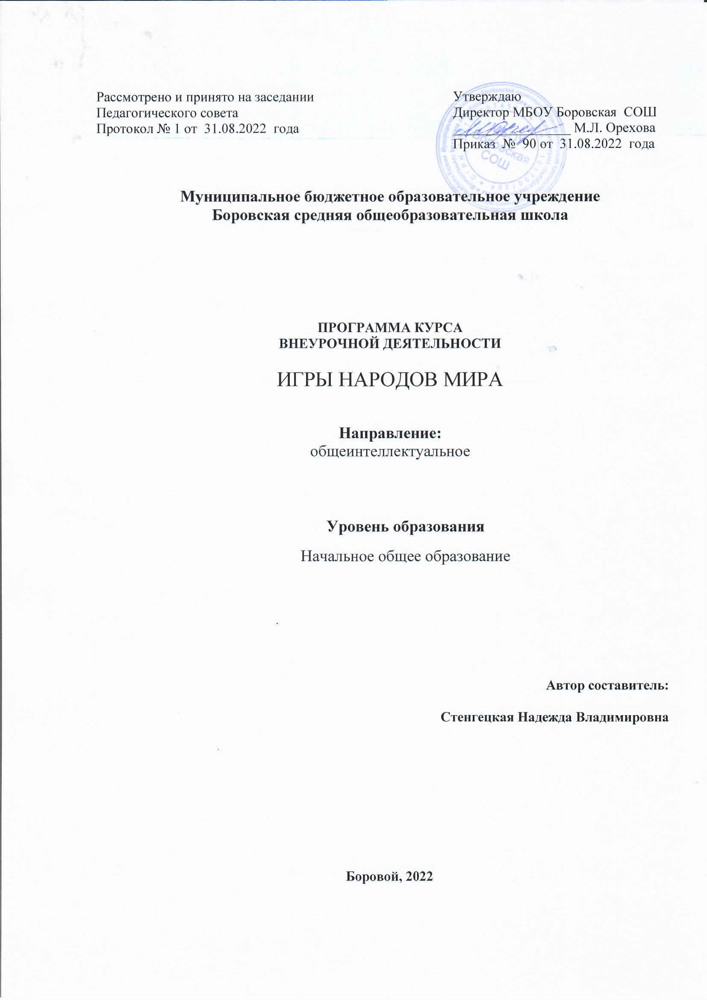 Рассмотрено и принято на заседании
Педагогического совета
Протокол № 1 от 31.08.2022 года
Утверждаю
Директор МБОУ Боровская СОШ
М.Л. Орехова
Приказ № 90 от 31.08.2022 года
Боровская
СОШ
Муниципальное бюджетное образовательное учреждение
Боровская средняя общеобразовательная школа
ПРОГРАММА КУРСА
ВНЕУРОЧНОЙ ДЕЯТЕЛЬНОСТИ
ИГРЫ НАРОДОВ МИРА
Направление:
общеинтеллектуальное
Уровень образования
Начальное общее образование
Автор составитель:
Стенгецкая Надежда Владимировна
Боровой, 2022